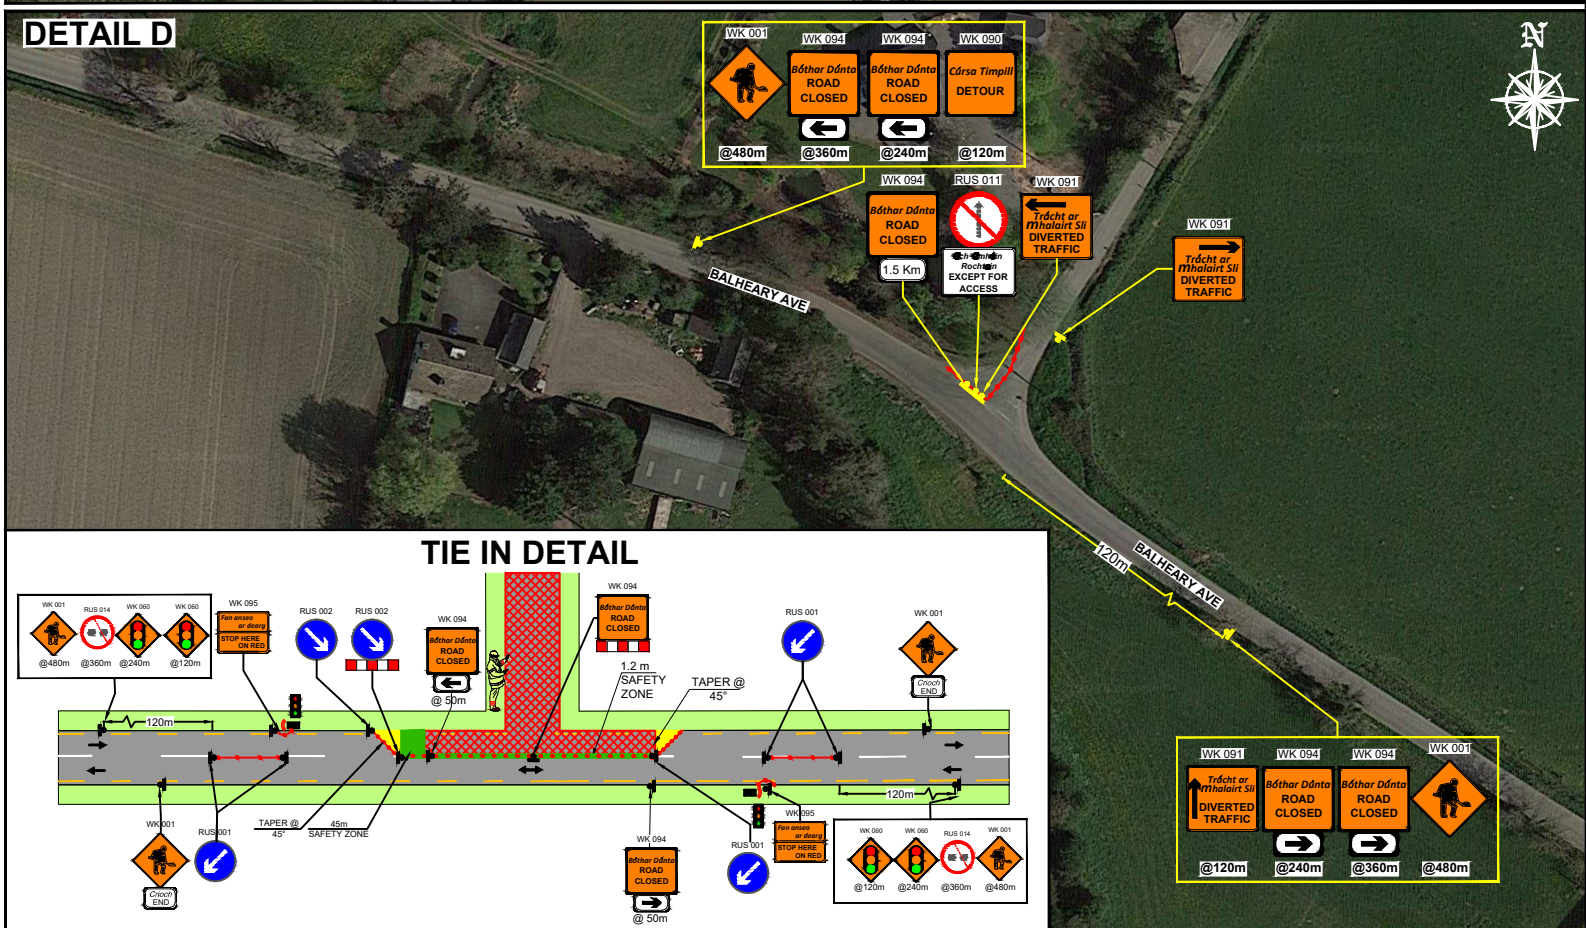 DETAIL D
N
WK 001
WK 094
WK 094
WK 090
Bóthar Dúnta
ROAD
CLOSED
Bóthar Dúnta
ROAD
CLOSED
Cúrsa Timpill
DETOUR
@480m
@360m
@240m
@120m
WK 094
RUS 011
WK 091
Bóthar Dúnta
ROAD
CLOSED
1.5 Km
Rochtain
EXCEPT FOR
ACCESS
Trácht ar
mhalairt Slí
DIVERTED
TRAFFIC
WK 091
Trácht ar
mhalairt Slí
DIVERTED
TRAFFIC
BALHEARY AVE
120m
BALHEARY AVE
WK 091
WK 094
WK 094
WK 001
Trácht ar
mhalairt Slí
DIVERTED
TRAFFIC
Bóthar Dúnta
ROAD
CLOSED
Bóthar Dúnta
ROAD
CLOSED
@120m
@240m
@360m
@480m
TIE IN DETAIL
WK 001
RUS 014
WK 060
WK 060
@480m
@360m
@240m
@120m
WK 095
Fan anseo
ar dearg
STOP HERE
ON RED
RUS 002
RUS 002
WK 094
Bóthar Dúnta
ROAD
CLOSED
@ 50m
WK 094
Bóthar Dúnta
ROAD
CLOSED
1.2 m
SAFETY
ZONE
TAPER @
45°
RUS 001
WK 001
Críoch
END
120m
120m
WK 001
Críoch
END
RUS 001
TAPER @
45°
45m
SAFETY ZONE
WK 094
Bóthar Dúnta
ROAD
CLOSED
@ 50m
RUS 001
WK 095
Fan anseo
ar dearg
STOP HERE
ON RED
WK 060
WK 060
RUS 014
WK 001
@120m
@240m
@360m
@480m